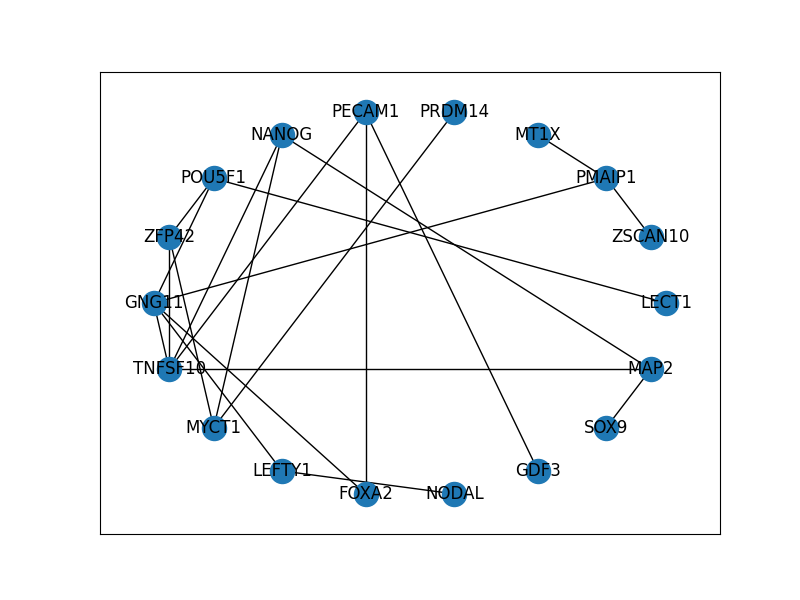 PECAM1
PRDM14
NANOG
MT1X
POU5F1
PMAIP1
ZFP42
ZSCAN10
GNG11
LECT1
TNFSF10
MAP2
MYCT1
SOX9
LEFTY1
GDF3
FOXA2
NODAL